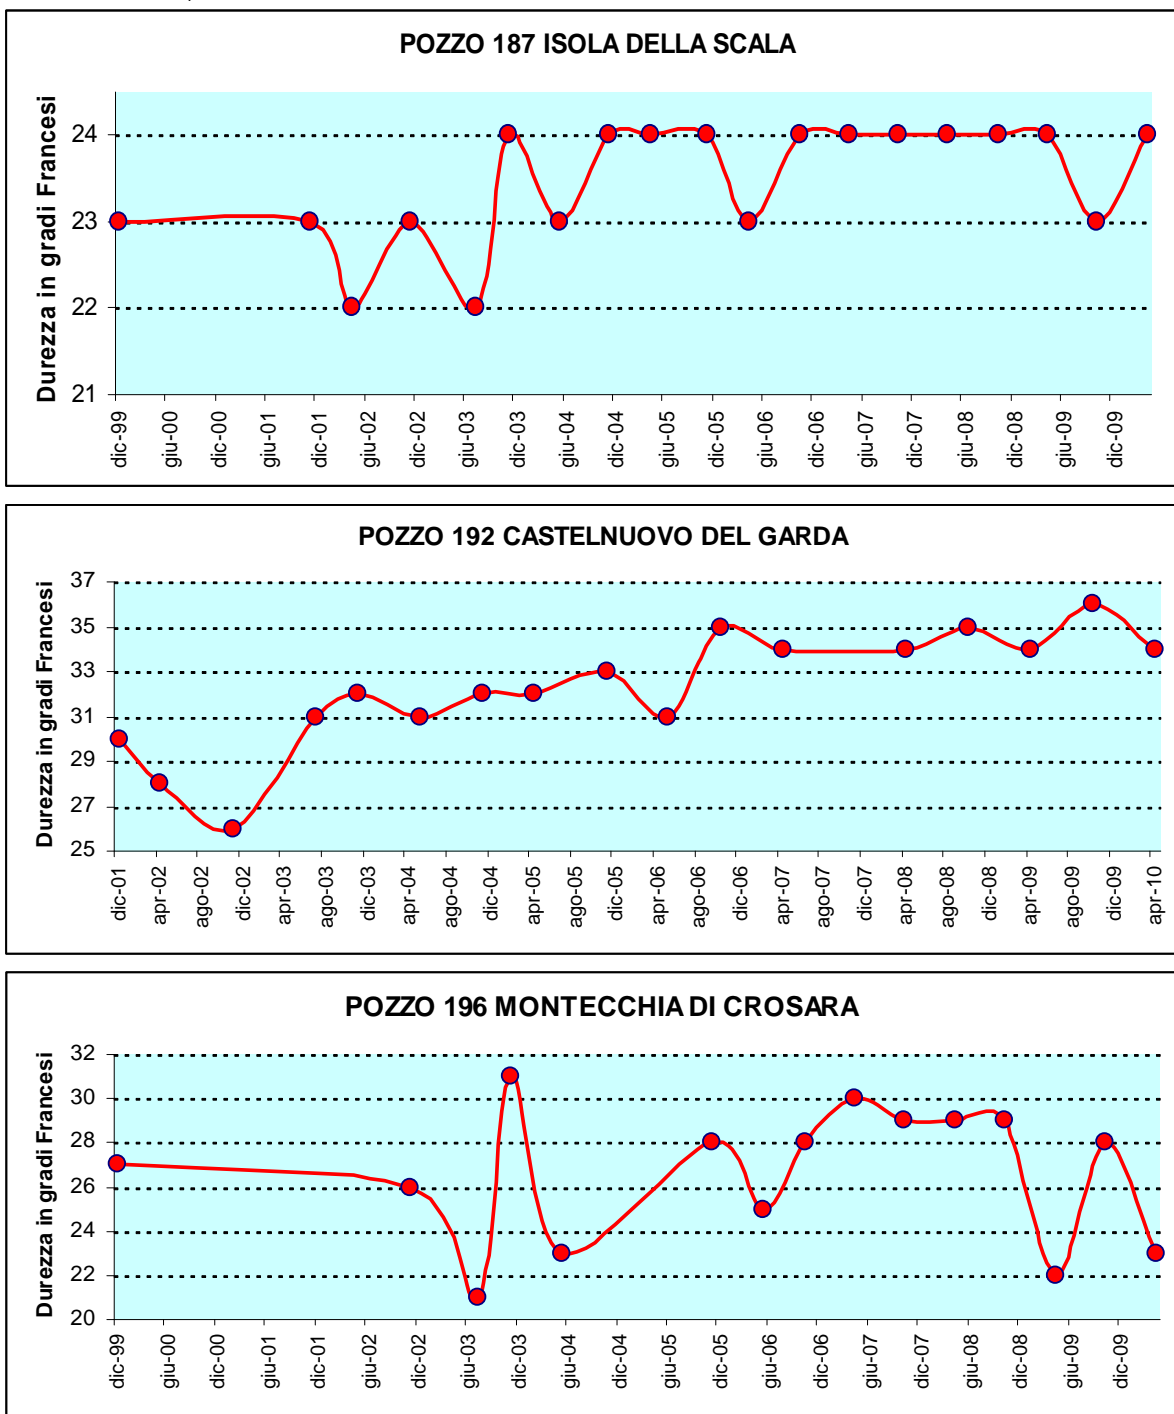 POZZO 187 ISOLA DELLA SCALA
Durezza in gradi Francesi
24
23
22
21
dic-99
giu-00
dic-00
giu-01
dic-01
giu-02
dic-02
giu-03
dic-03
giu-04
dic-04
giu-05
dic-05
giu-06
dic-06
giu-07
dic-07
giu-08
dic-08
giu-09
dic-09
POZZO 192 CASTELNUOVO DEL GARDA
Durezza in gradi Francesi
37
35
33
31
29
27
25
dic-01
apr-02
ago-02
dic-02
apr-03
ago-03
dic-03
apr-04
ago-04
dic-04
apr-05
ago-05
dic-05
apr-06
ago-06
dic-06
apr-07
ago-07
dic-07
apr-08
ago-08
dic-08
apr-09
ago-09
dic-09
apr-10
POZZO 196 MONTECCHIA DI CROSARA
Durezza in gradi Francesi
32
30
28
26
24
22
20
dic-99
giu-00
dic-00
giu-01
dic-01
giu-02
dic-02
giu-03
dic-03
giu-04
dic-04
giu-05
dic-05
giu-06
dic-06
giu-07
dic-07
giu-08
dic-08
giu-09
dic-09